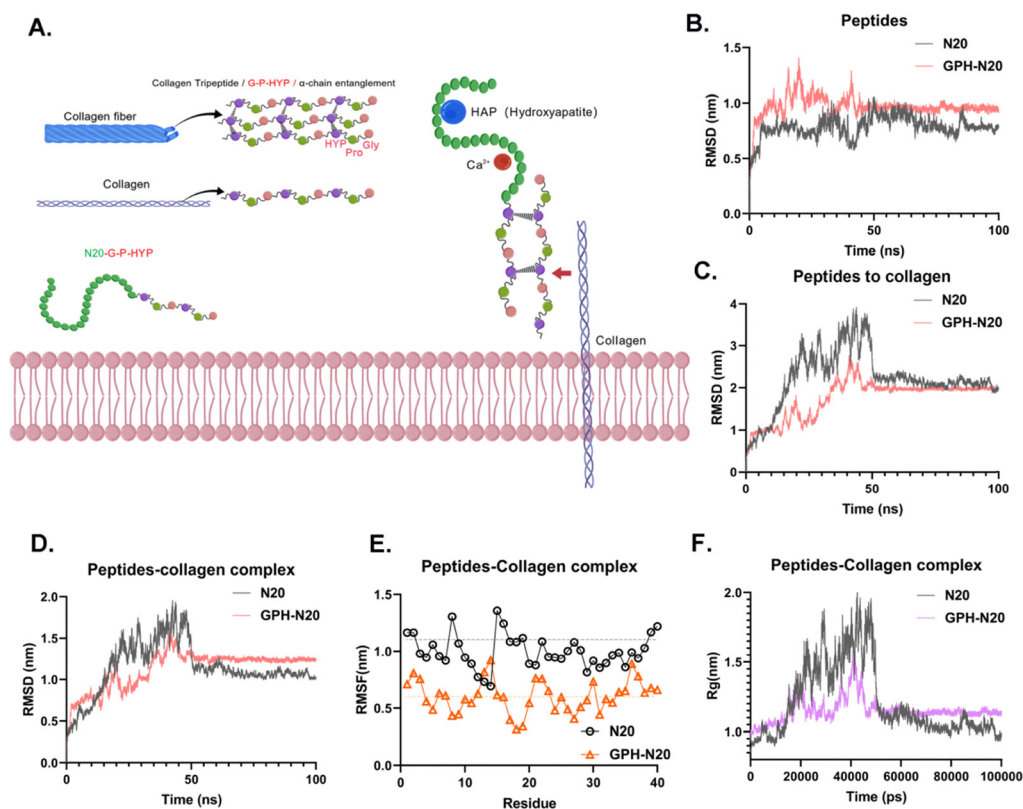 A.
Collagen Tripeptide / G-P-HYP / α-chain entanglement
Collagen fiber
HYP
Pro
Gly
Collagen
N20-G-P-HYP
HAP (Hydroxyapatite)
Ca²⁺
Collagen
B.
Peptides
N20
GPH-N20
RMSD (nm)
1.5
1.0
0.5
0.0
0
50
100
Time (ns)
C.
Peptides to collagen
N20
GPH-N20
RMSD (nm)
4
3
2
1
0
0
50
100
Time (ns)
D.
Peptides-collagen complex
N20
GPH-N20
RMSD (nm)
2.0
1.5
1.0
0.5
0.0
0
50
100
Time (ns)
E.
Peptides-Collagen complex
RMSF(nm)
1.5
1.0
0.5
0.0
0
10
20
30
40
N20
GPH-N20
Residue
F.
Peptides-Collagen complex
N20
GPH-N20
Rg(nm)
2.0
1.5
1.0
0
20000
40000
60000
80000
100000
Time (ps)